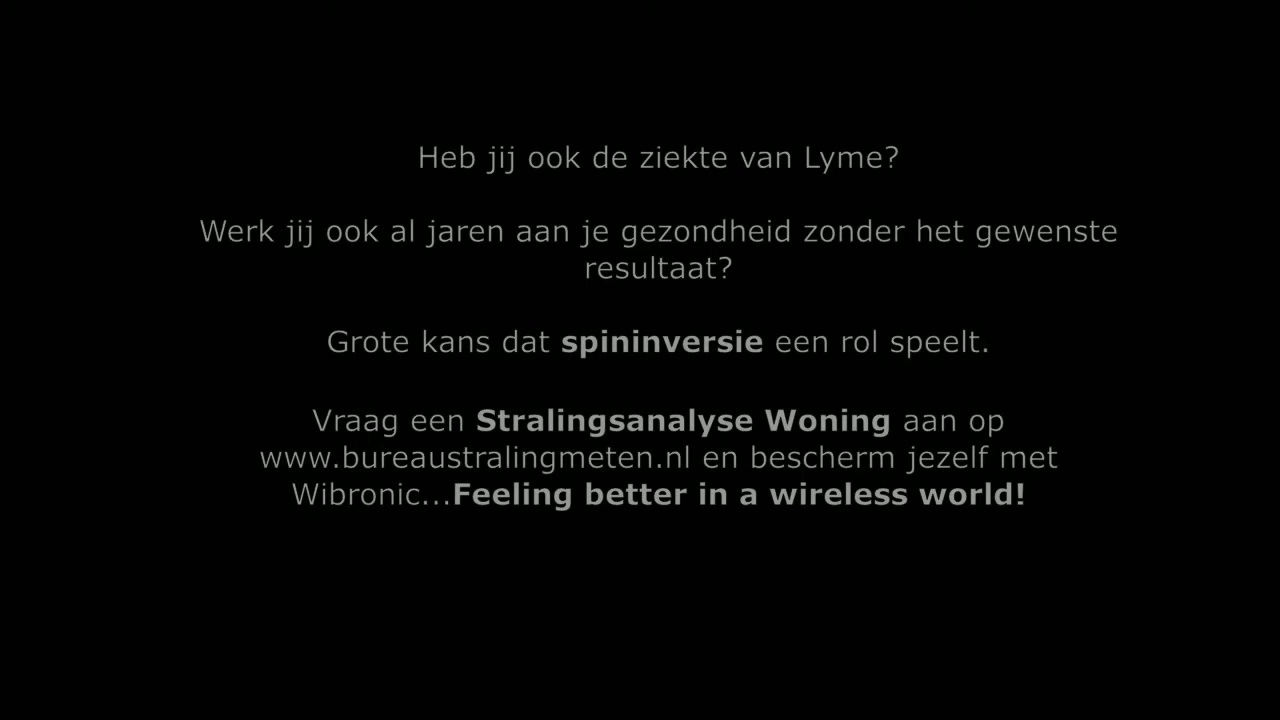 Heb jij ook de ziekte van Lyme?
Werk jij ook al jaren aan je gezondheid zonder het gewenste
resultaat?
Grote kans dat spininversie een rol speelt.
Vraag een Stralingsanalyse Woning aan op
www.bureaustralingmeten.nl en bescherm jezelf met
Wibronic...Feeling better in a wireless world!